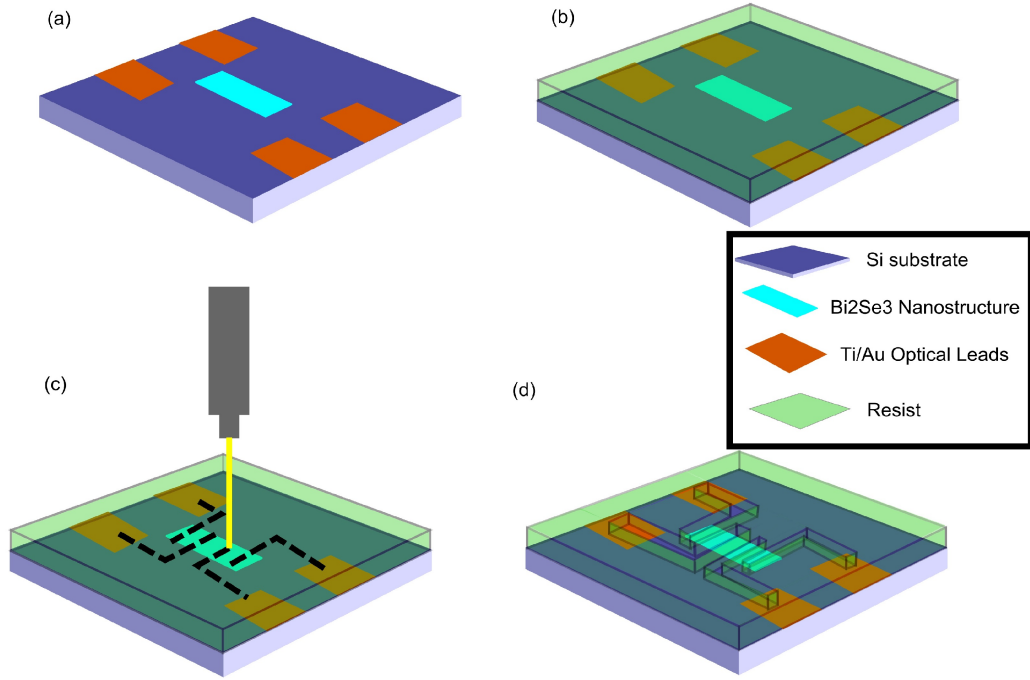 (a)
(b)
Si substrate
Bi2Se3 Nanostructure
Ti/Au Optical Leads
Resist
(c)
(d)